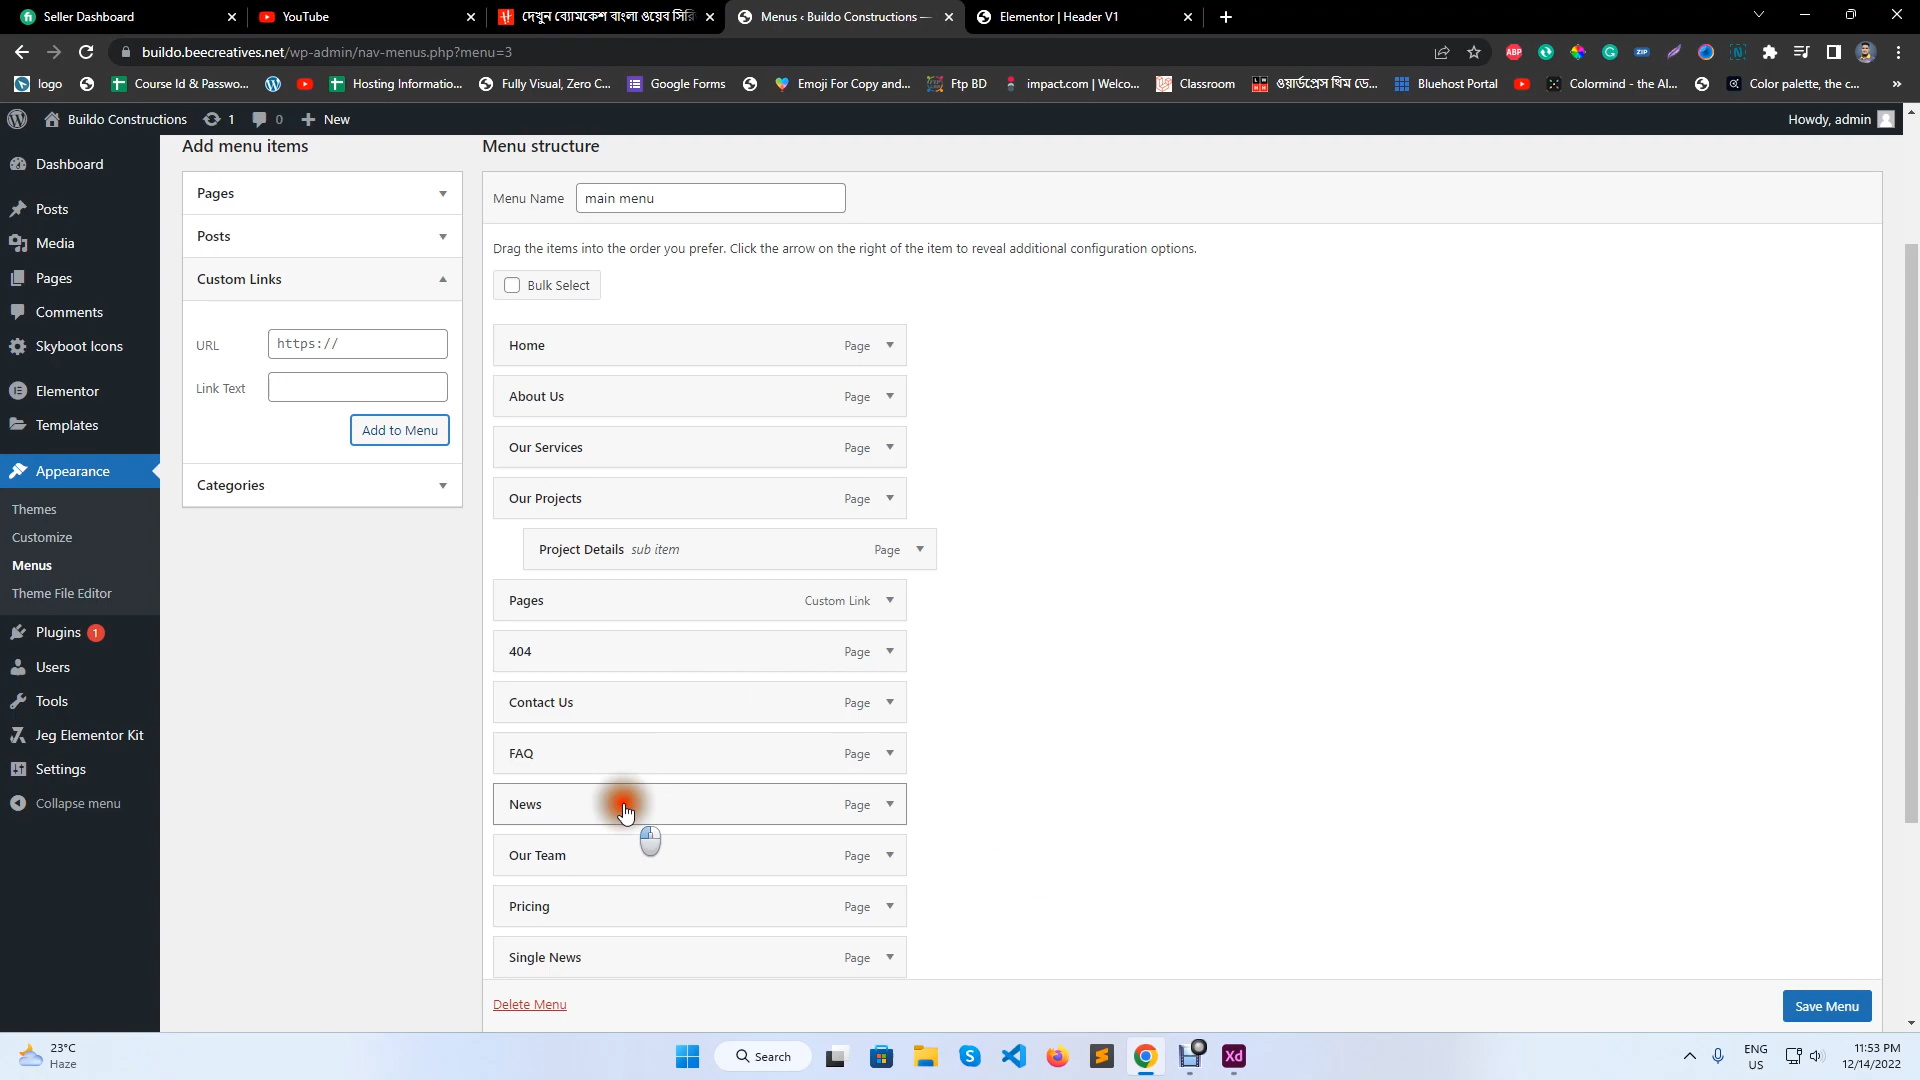 Seller Dashboard
YouTube
দেখুন ব্যোমকেশ বাংলা ওয়েব সিরি
Menus ‹ Buildo Constructions —
Elementor | Header V1
buildo.beecreatives.net/wp-admin/nav-menus.php?menu=3
logo
Course Id & Passwo...
Hosting Informatio...
Fully Visual, Zero C...
Google Forms
Emoji For Copy and...
Ftp BD
impact.com | Welco...
Classroom
ওয়ার্ডপ্রেস থিম ডে...
Bluehost Portal
Colormind - the AI...
Color palette, the c...
»
Buildo Constructions
1
0
New
Howdy, admin
Dashboard
Posts
Media
Pages
Comments
Skyboot Icons
Elementor
Templates
Appearance
Themes
Customize
Menus
Theme File Editor
Plugins 1
Users
Tools
Jeg Elementor Kit
Settings
Collapse menu
Add menu items
Pages
Posts
Custom Links
URL https://
Link Text
Add to Menu
Categories
Menu structure
Menu Name main menu
Drag the items into the order you prefer. Click the arrow on the right of the item to reveal additional configuration options.
Bulk Select
Home Page
About Us Page
Our Services Page
Our Projects Page
Project Details sub item Page
Pages Custom Link
404 Page
Contact Us Page
FAQ Page
News Page
Our Team Page
Pricing Page
Single News Page
Delete Menu
Save Menu
23°C
Haze
Search
Xd
ENG
US
11:53 PM
12/14/2022